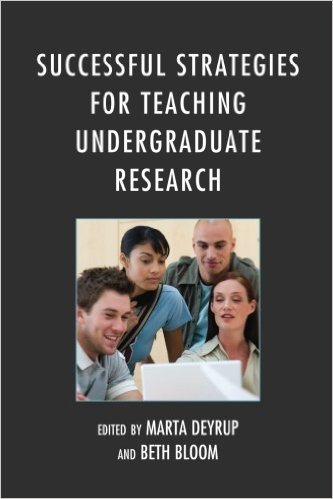 SUCCESSFUL STRATEGIES
FOR TEACHING
UNDERGRADUATE
RESEARCH
EDITED BY MARTA DEYRUP
AND BETH BLOOM